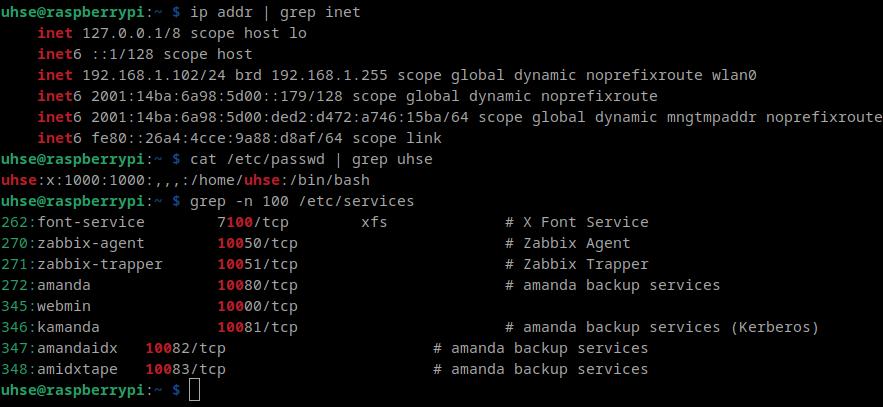 uhse@raspberrypi:~ $ ip addr | grep inet
    inet 127.0.0.1/8 scope host lo
    inet6 ::1/128 scope host
    inet 192.168.1.102/24 brd 192.168.1.255 scope global dynamic noprefixroute wlan0
    inet6 2001:14ba:6a98:5d00::179/128 scope global dynamic noprefixroute
    inet6 2001:14ba:6a98:5d00:ded2:d472:a746:15ba/64 scope global dynamic mngtmpaddr noprefixroute
    inet6 fe80::26a4:4cce:9a88:d8af/64 scope link
uhse@raspberrypi:~ $ cat /etc/passwd | grep uhse
uhse:x:1000:1000:,,,:/home/uhse:/bin/bash
uhse@raspberrypi:~ $ grep -n 100 /etc/services
262:font-service        7100/tcp        xfs             # X Font Service
270:zabbix-agent        10050/tcp                       # Zabbix Agent
271:zabbix-trapper      10051/tcp                       # Zabbix Trapper
272:amanda              10080/tcp                       # amanda backup services
345:webmin              10000/tcp
346:kamanda             10081/tcp                       # amanda backup services (Kerberos)
347:amandaidx   10082/tcp                       # amanda backup services
348:amidxtape   10083/tcp                       # amanda backup services
uhse@raspberrypi:~ $